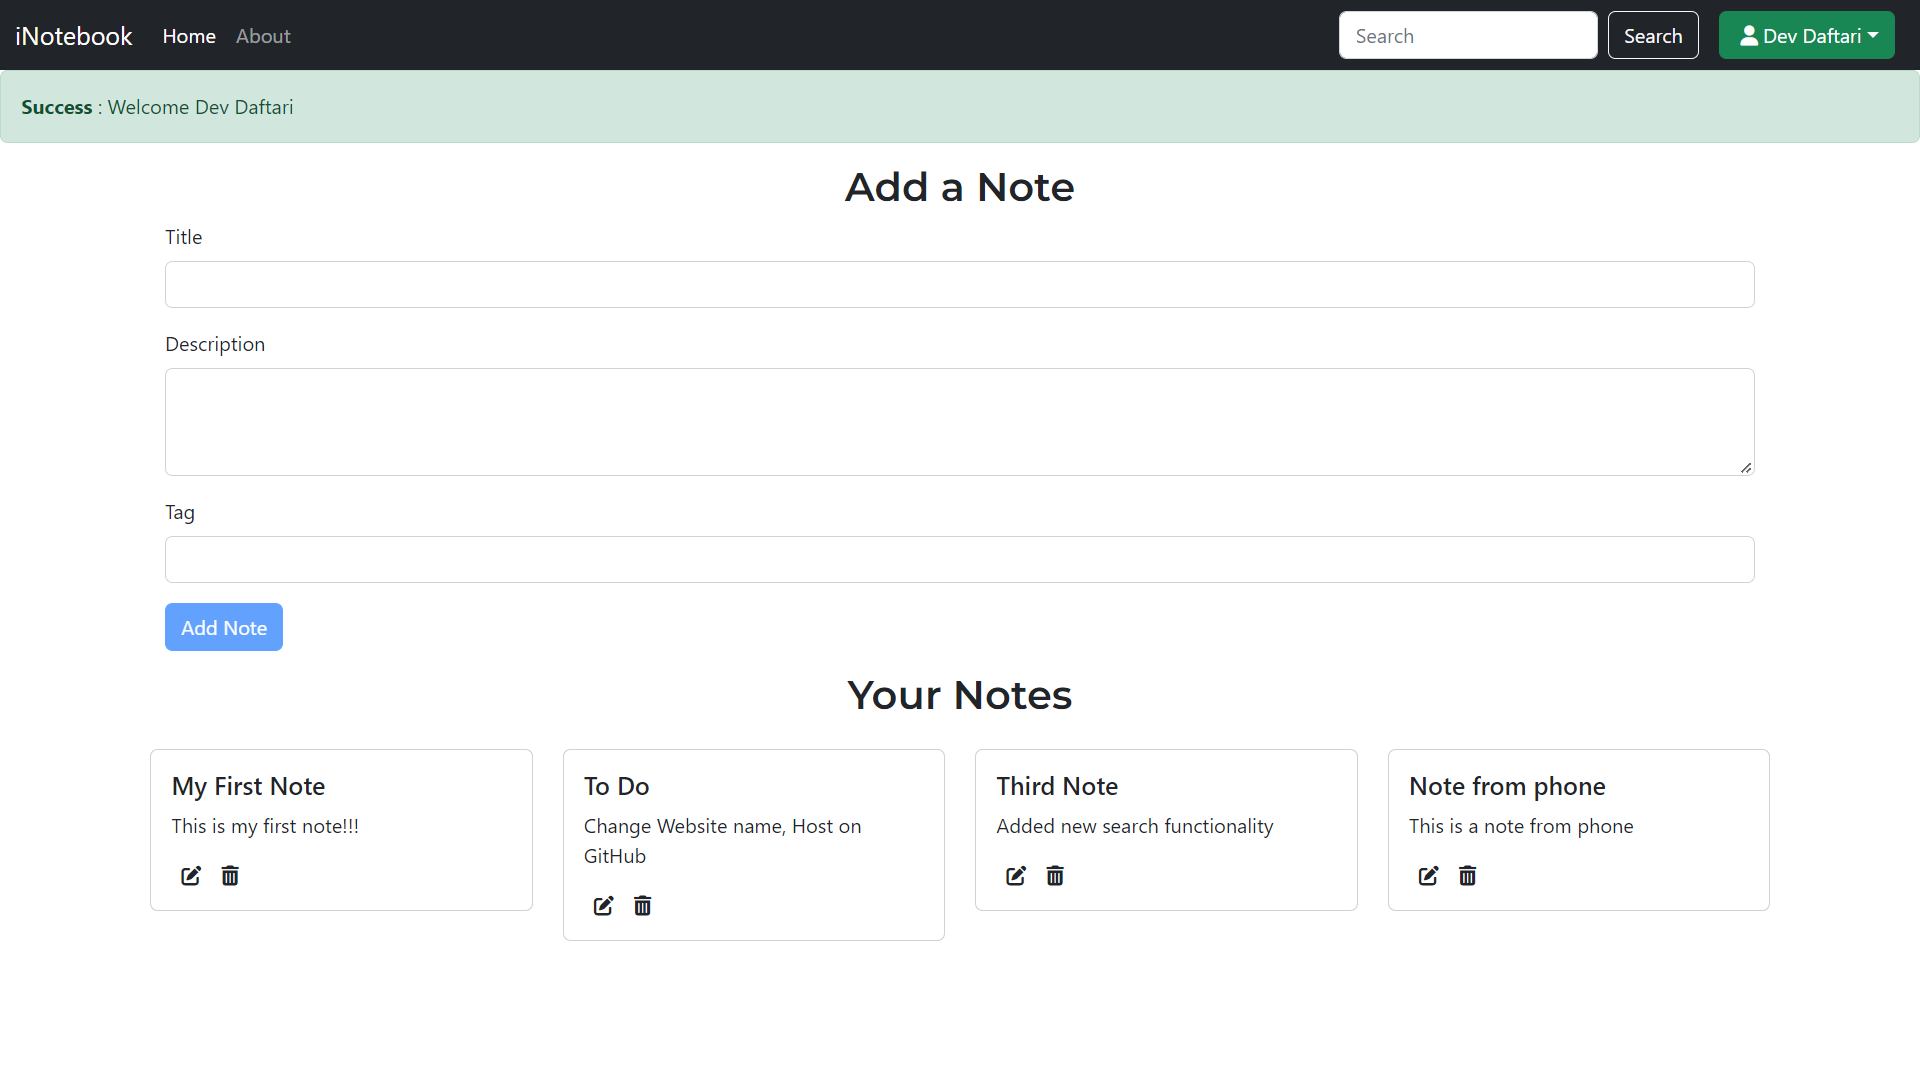 iNotebook Home About Search Search Dev Daftari
Success : Welcome Dev Daftari
Add a Note
Title
Description
Tag
Add Note
Your Notes
My First Note
This is my first note!!!
To Do
Change Website name, Host on
GitHub
Third Note
Added new search functionality
Note from phone
This is a note from phone